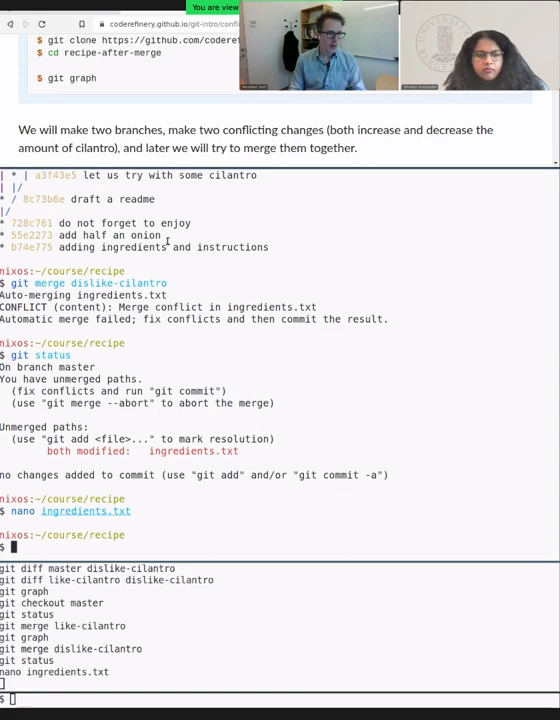 You are view
coderefinery.github.io/git-intro/confl
$ git clone https://github.com/coderef
$ cd recipe-after-merge
$ git graph
We will make two branches, make two conflicting changes (both increase and decrease the
amount of cilantro), and later we will try to merge them together.
| * | a3f43e5 let us try with some cilantro
| |/
* / 8c73b6e draft a readme
|/
* 728c761 do not forget to enjoy
* 55e2273 add half an onion
* b74e775 adding ingredients and instructions
nixos:~/course/recipe
$ git merge dislike-cilantro
Auto-merging ingredients.txt
CONFLICT (content): Merge conflict in ingredients.txt
Automatic merge failed; fix conflicts and then commit the result.
nixos:~/course/recipe
$ git status
On branch master
You have unmerged paths.
(fix conflicts and run "git commit")
(use "git merge --abort" to abort the merge)
Unmerged paths:
(use "git add <file>..." to mark resolution)
both modified: ingredients.txt
no changes added to commit (use "git add" and/or "git commit -a")
nixos:~/course/recipe
$ nano ingredients.txt
nixos:~/course/recipe
$
git diff master dislike-cilantro
git diff like-cilantro dislike-cilantro
git graph
git checkout master
git status
git merge like-cilantro
git graph
git merge dislike-cilantro
git status
nano ingredients.txt
$